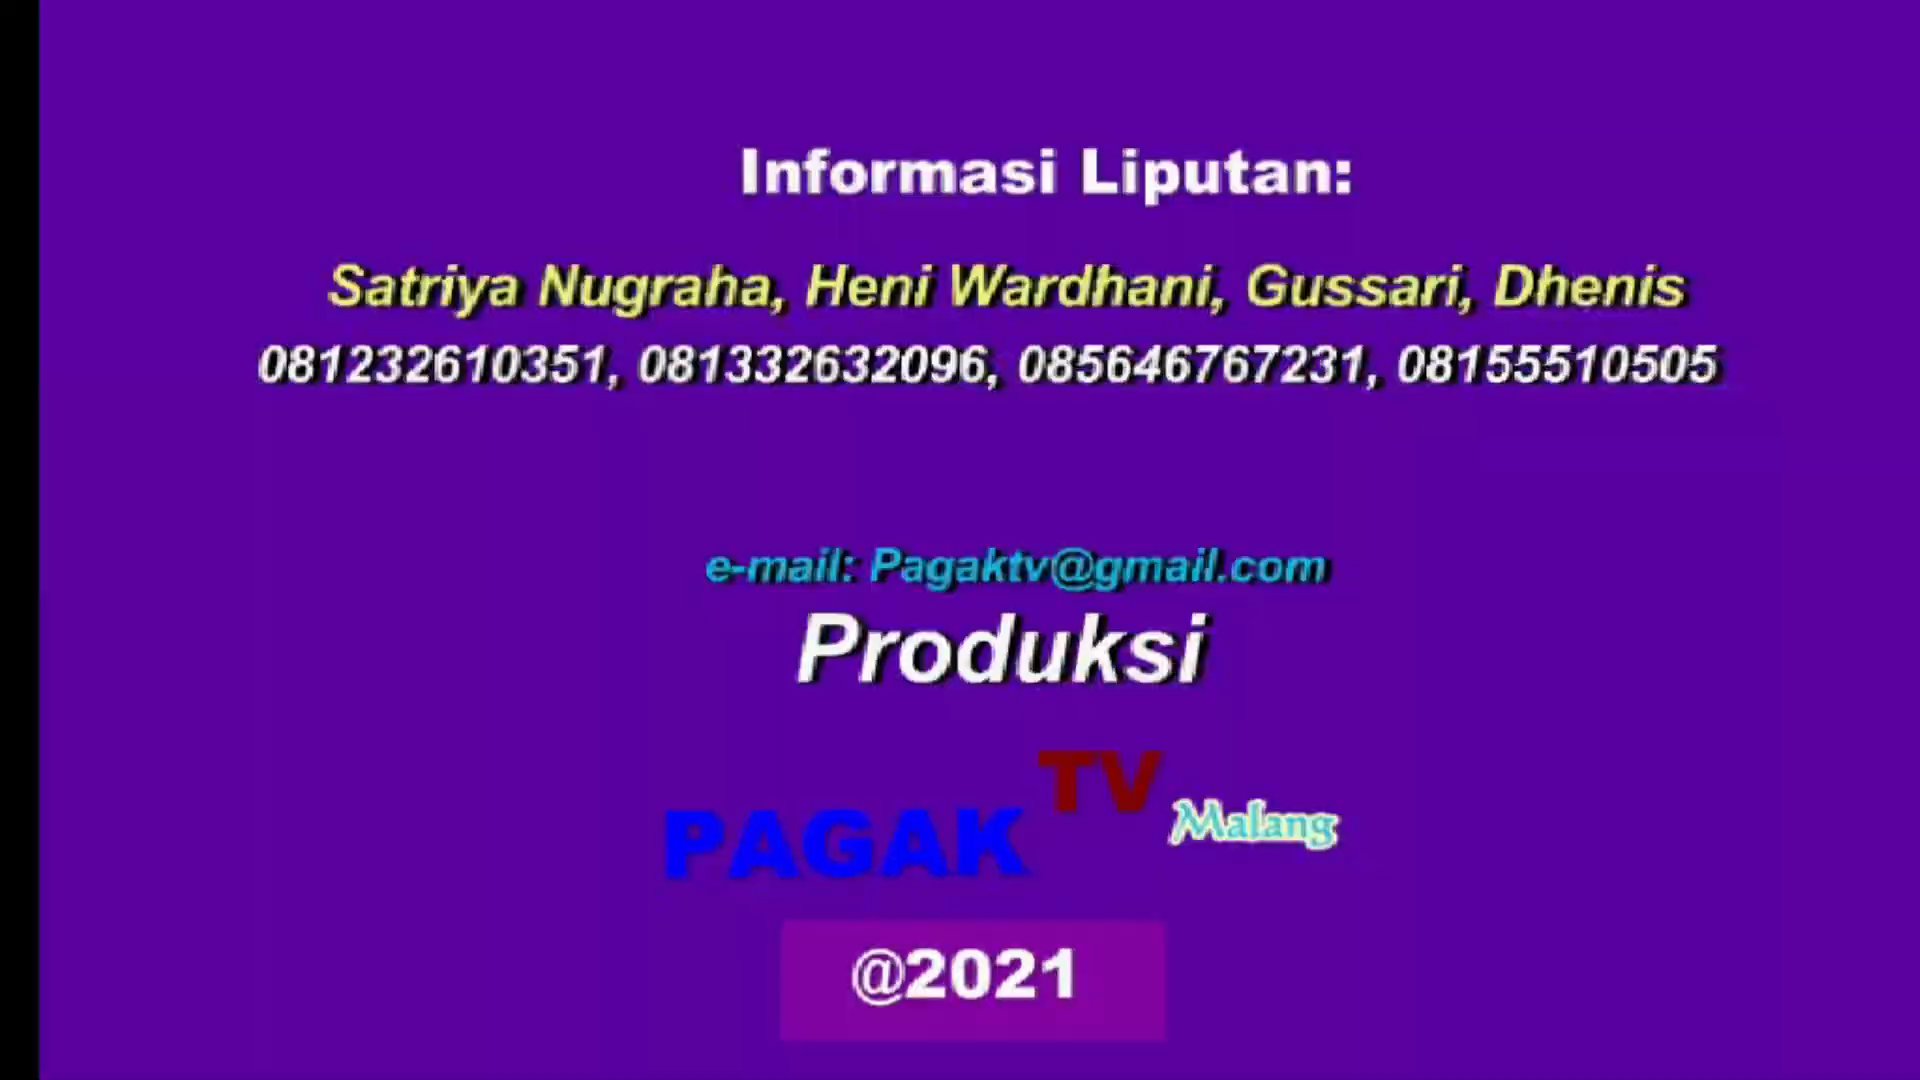 Informasi Liputan:
Satriya Nugraha, Heni Wardhani, Gussari, Dhenis
081232610351, 081332632096, 085646767231, 08155510505
e-mail: Pagaktv@gmail.com
Produksi
PAGAK TV Malang
@2021